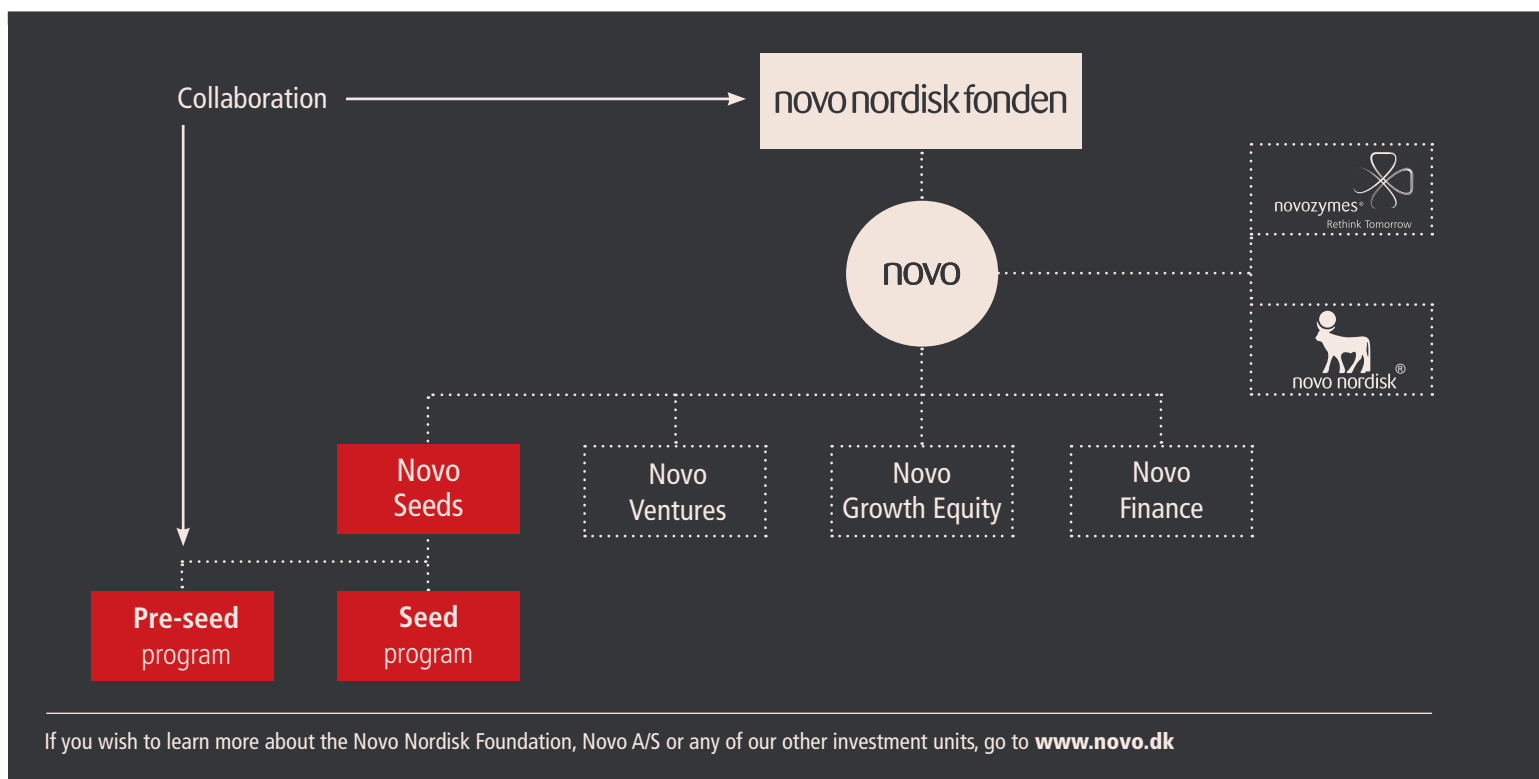 Collaboration
novo nordisk fonden
novozymes®
Rethink Tomorrow
novo
novo nordisk®
Novo
Seeds
Novo
Ventures
Novo
Growth Equity
Novo
Finance
Pre-seed
program
Seed
program
If you wish to learn more about the Novo Nordisk Foundation, Novo A/S or any of our other investment units, go to www.novo.dk